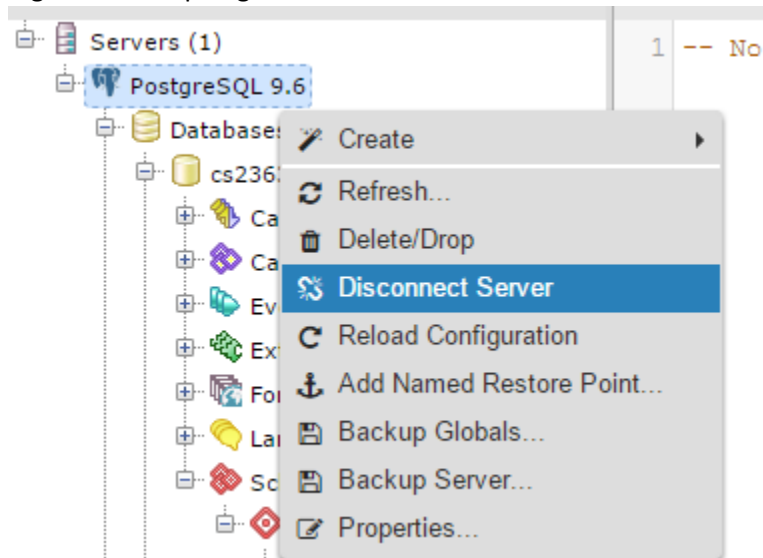 Servers (1)
1 -- No
PostgreSQL 9.6
Databases
cs236
Create
Refresh...
Ca
Delete/Drop
Ca
Disconnect Server
Ev
Reload Configuration
Ext
Add Named Restore Point...
For
Backup Globals...
Lan
Backup Server...
Sc
Properties...